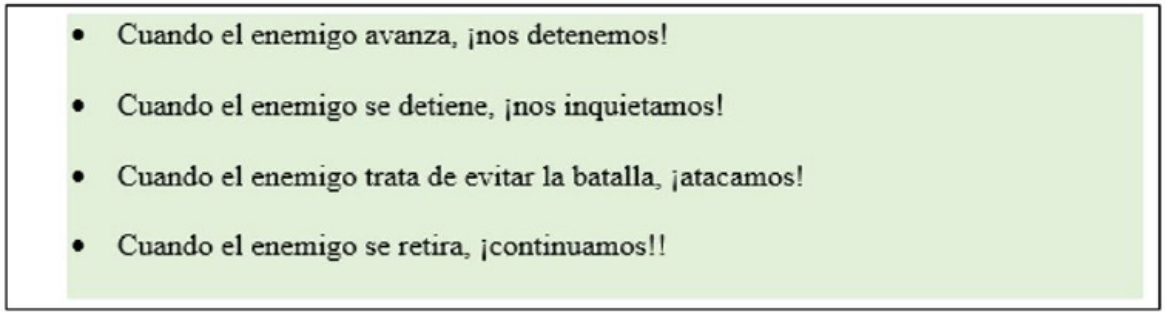 • Cuando el enemigo avanza, ¡nos detenemos!
• Cuando el enemigo se detiene, ¡nos inquietamos!
• Cuando el enemigo trata de evitar la batalla, ¡atacamos!
• Cuando el enemigo se retira, ¡continuamos!!